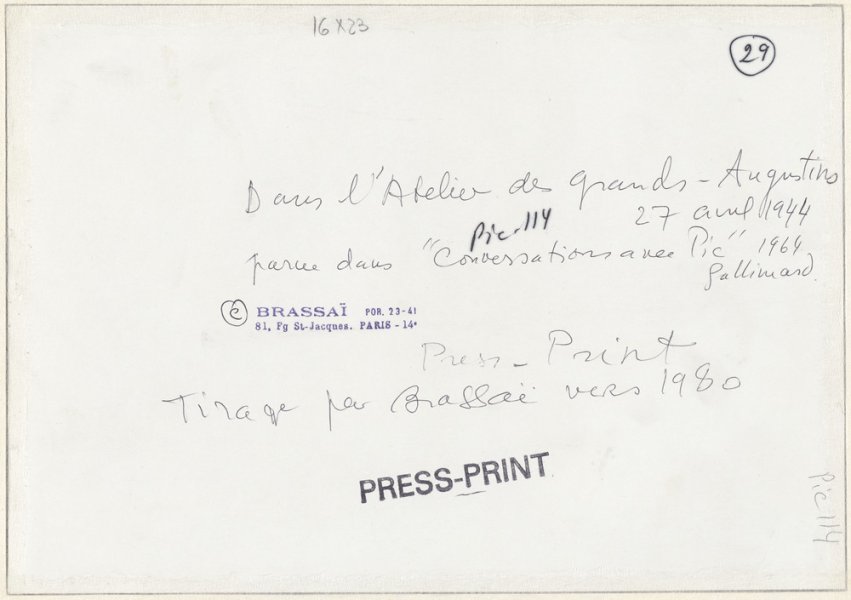 16 X 23
29
Dans l'Atelier des Grands-Augustins
27 avril 1944
Pic.114
parue dans "Conversations avec Pic" 1964
Gallimard.
© BRASSAÏ POR. 23-41
81, Fg St-Jacques. PARIS - 14e
Press-Print
Tirage par Brassaï vers 1980
PRESS-PRINT
Pic 114